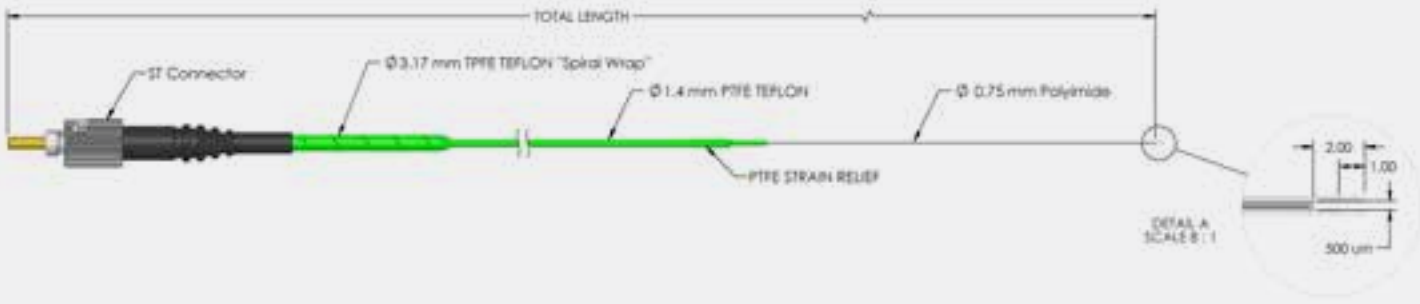 TOTAL LENGTH
ST Connector
Ø 3.17 mm TPFE TEFLON "Spiral Wrap"
Ø 1.4 mm PTFE TEFLON
Ø 0.75 mm Polyimide
PTFE STRAIN RELIEF
2.00
1.00
DETAIL A
SCALE 8 : 1
500 um